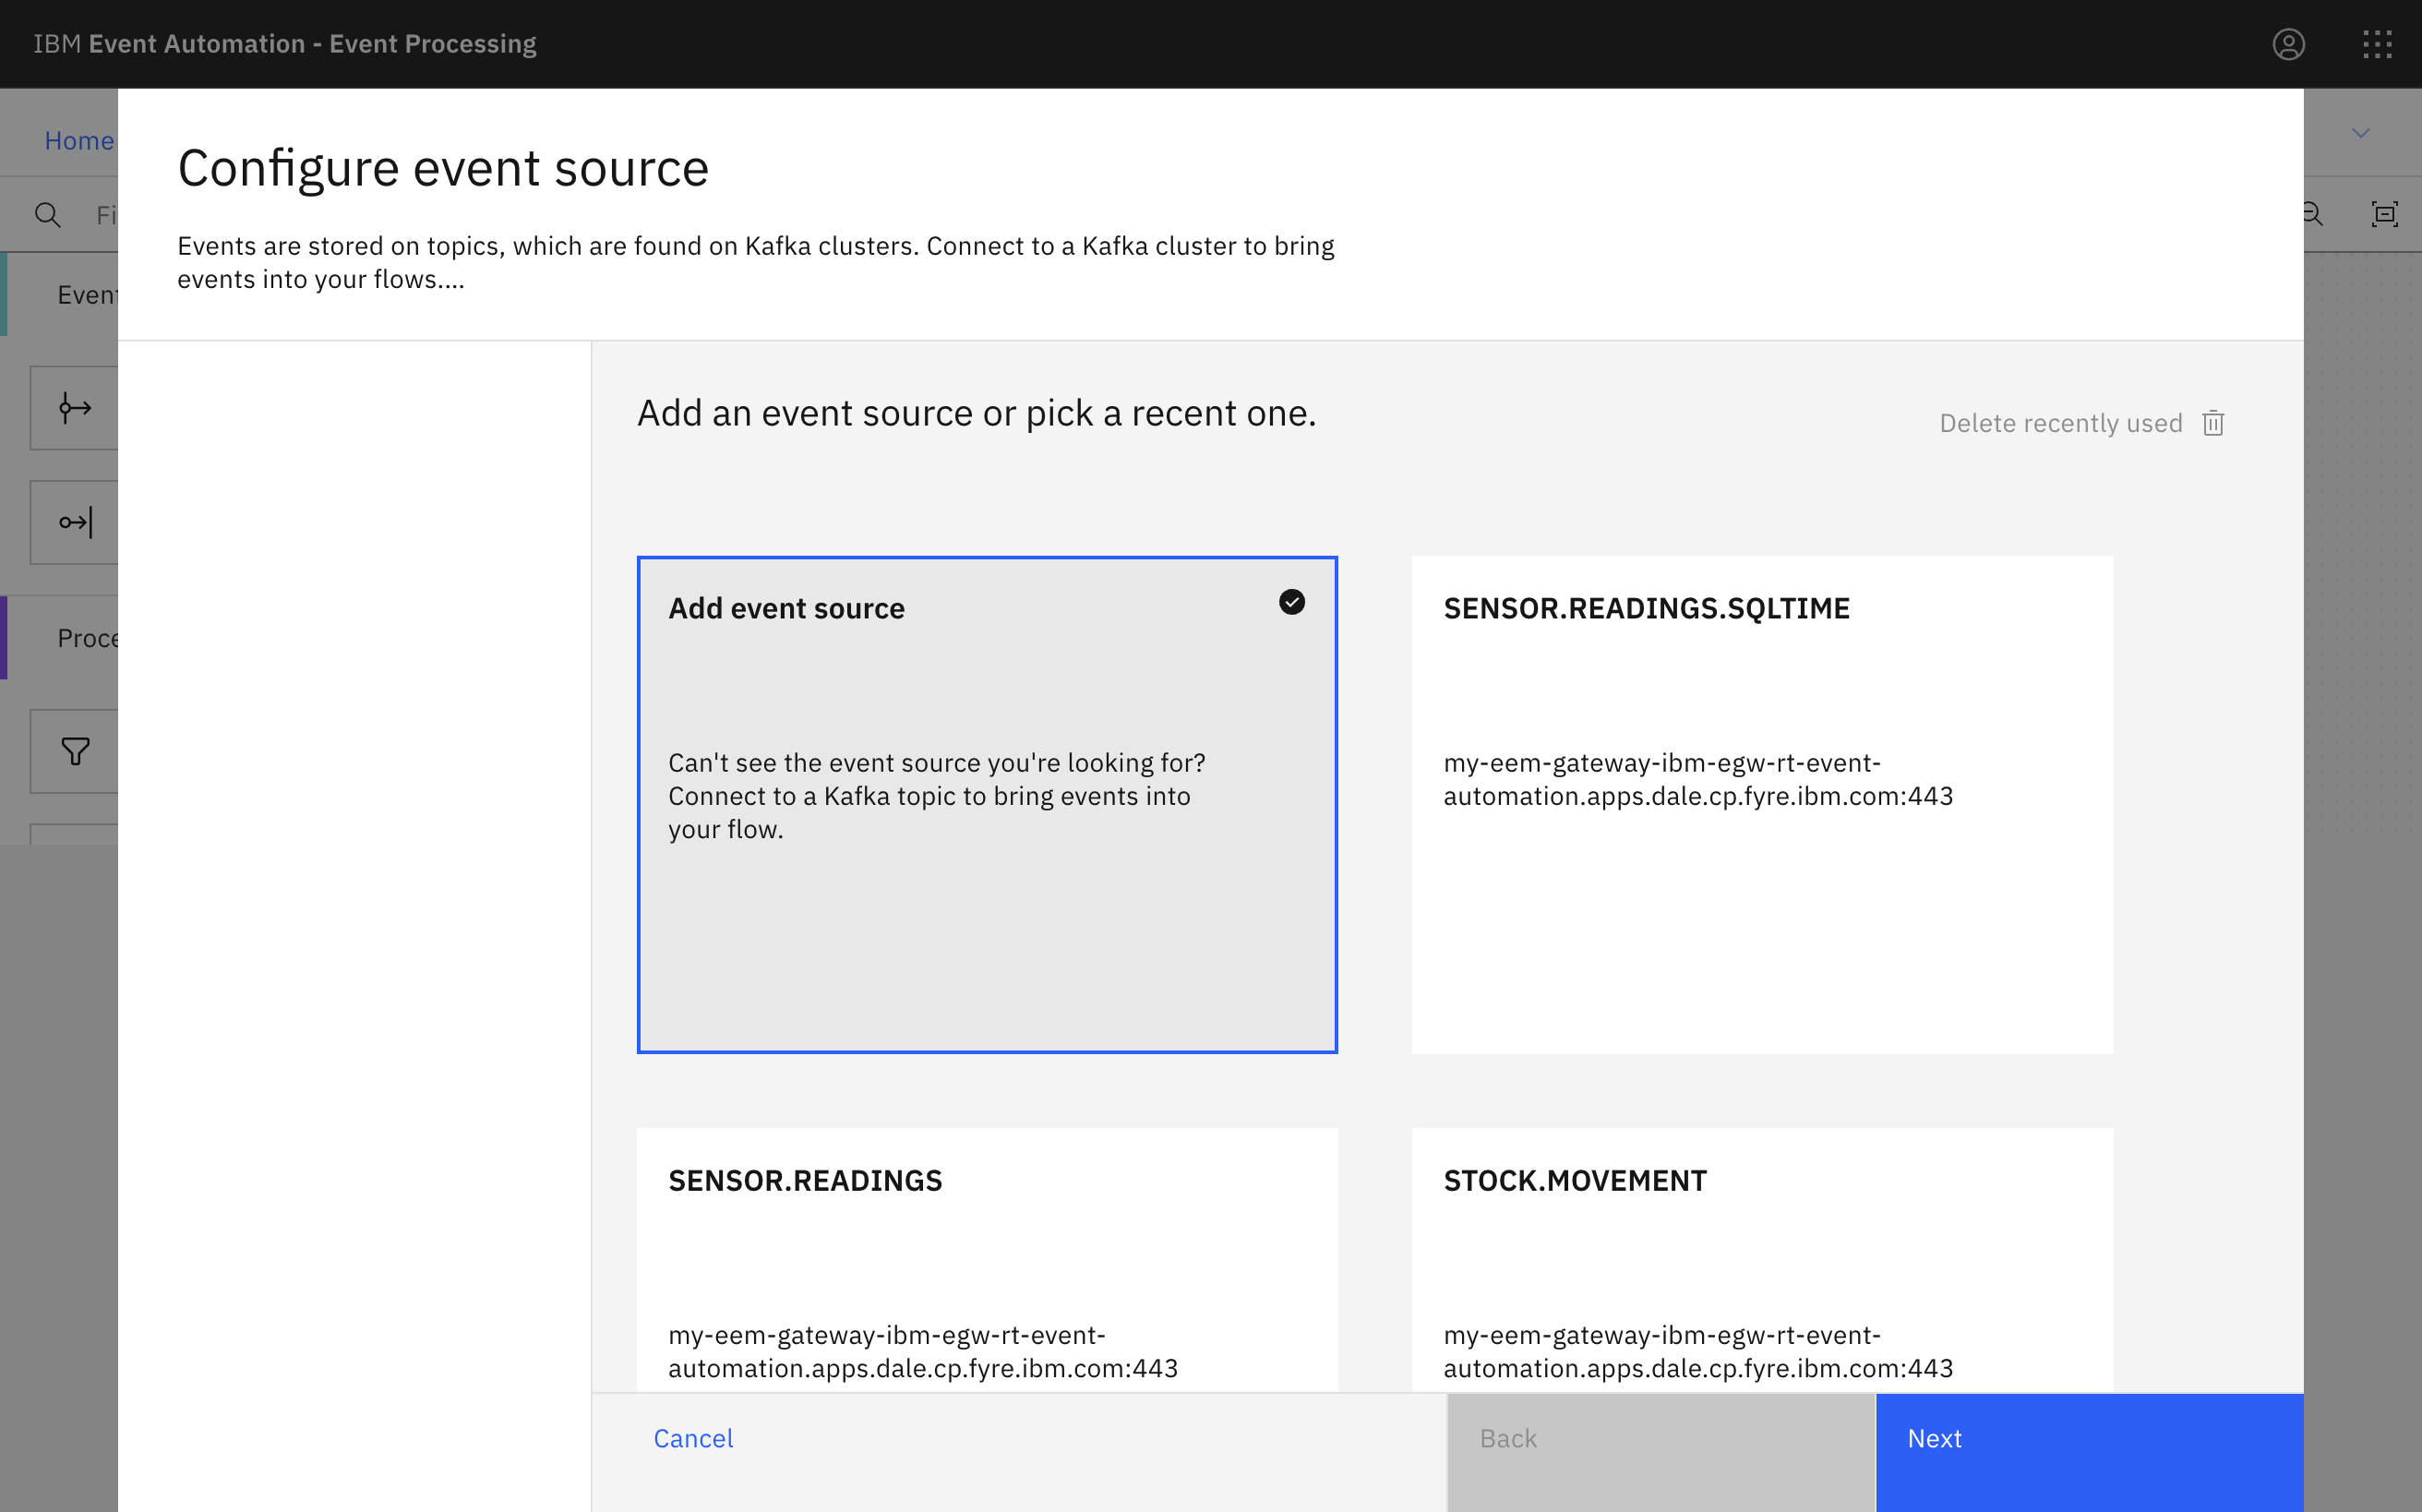 IBM Event Automation - Event Processing
Home
Configure event source
Events are stored on topics, which are found on Kafka clusters. Connect to a Kafka cluster to bring
events into your flows....
Add an event source or pick a recent one.
Delete recently used
Add event source
Can't see the event source you're looking for?
Connect to a Kafka topic to bring events into
your flow.
SENSOR.READINGS.SQLTIME
my-eem-gateway-ibm-egw-rt-event-
automation.apps.dale.cp.fyre.ibm.com:443
SENSOR.READINGS
my-eem-gateway-ibm-egw-rt-event-
automation.apps.dale.cp.fyre.ibm.com:443
STOCK.MOVEMENT
my-eem-gateway-ibm-egw-rt-event-
automation.apps.dale.cp.fyre.ibm.com:443
Cancel
Back
Next